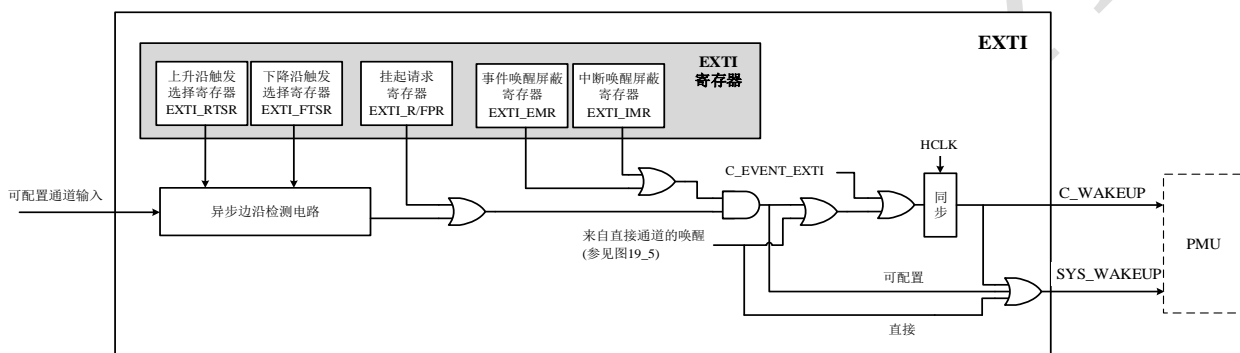 EXTI
EXTI
寄存器
上升沿触发
选择寄存器
EXTI_RTSR
下降沿触发
选择寄存器
EXTI_FTSR
挂起请求
寄存器
EXTI_R/FPR
事件唤醒屏蔽
寄存器
EXTI_EMR
中断唤醒屏蔽
寄存器
EXTI_IMR
HCLK
C_EVENT_EXTI
可配置通道输入
异步边沿检测电路
同步
C_WAKEUP
来自直接通道的唤醒
(参见图19_5)
PMU
可配置
SYS_WAKEUP
直接